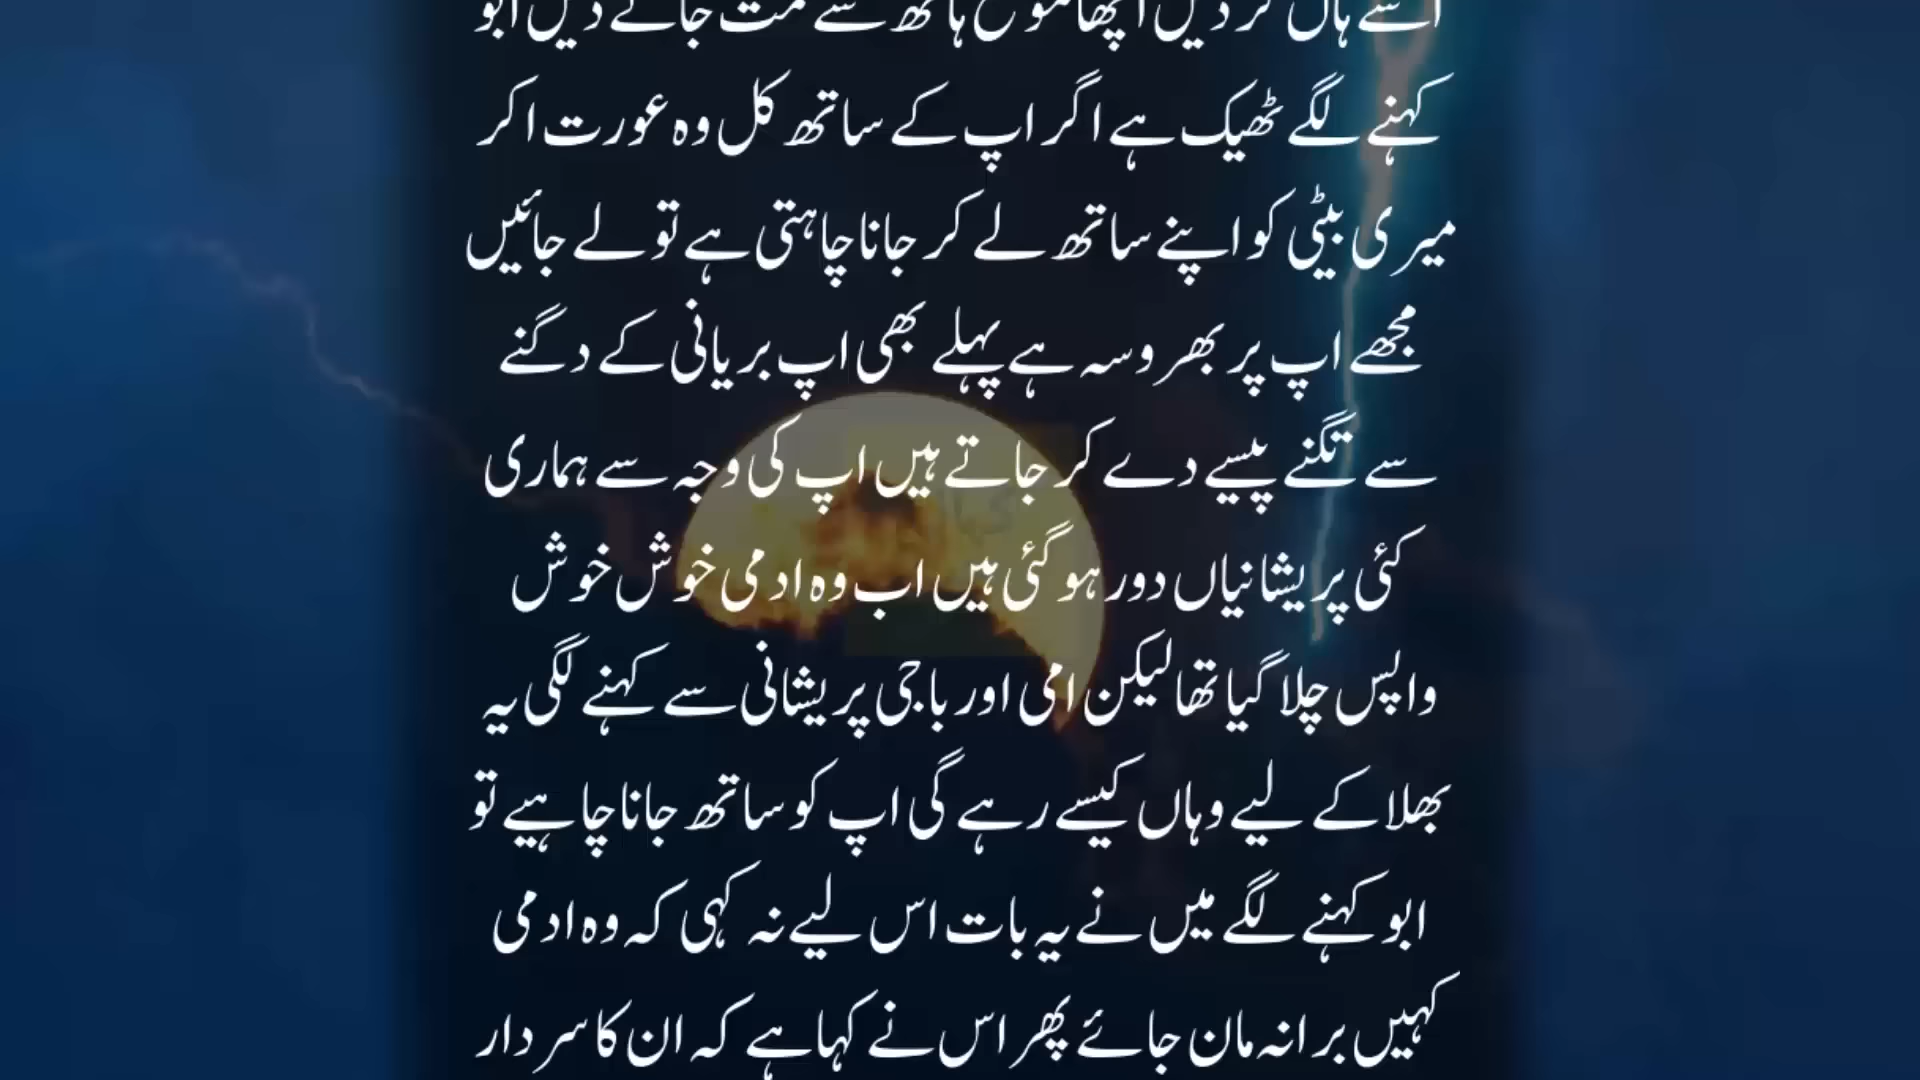 اسے ہاں کر دیں اچھا موقع ہاتھ سے مت جانے دیں ابو
کہنے لگے ٹھیک ہے اگر اپ کے ساتھ کل وہ عورت اکر
میری بیٹی کو اپنے ساتھ لے کر جانا چاہتی ہے تو لے جائیں
مجھے اپ پر بھروسہ ہے پہلے بھی اپ بریانی کے دگنے
سے تگنے پیسے دے کر جاتے ہیں اپ کی وجہ سے ہماری
کئی پریشانیاں دور ہو گئی ہیں اب وہ ادمی خوش خوش
واپس چلا گیا تھا لیکن امی اور باجی پریشانی سے کہنے لگی یہ
بھلا کے لیے وہاں کیسے رہے گی اپ کو ساتھ جانا چاہیے تو
ابو کہنے لگے میں نے یہ بات اس لیے نہ کہی کہ وہ ادمی
کہیں برا نہ مان جائے پھر اس نے کہا ہے کہ ان کا سردار